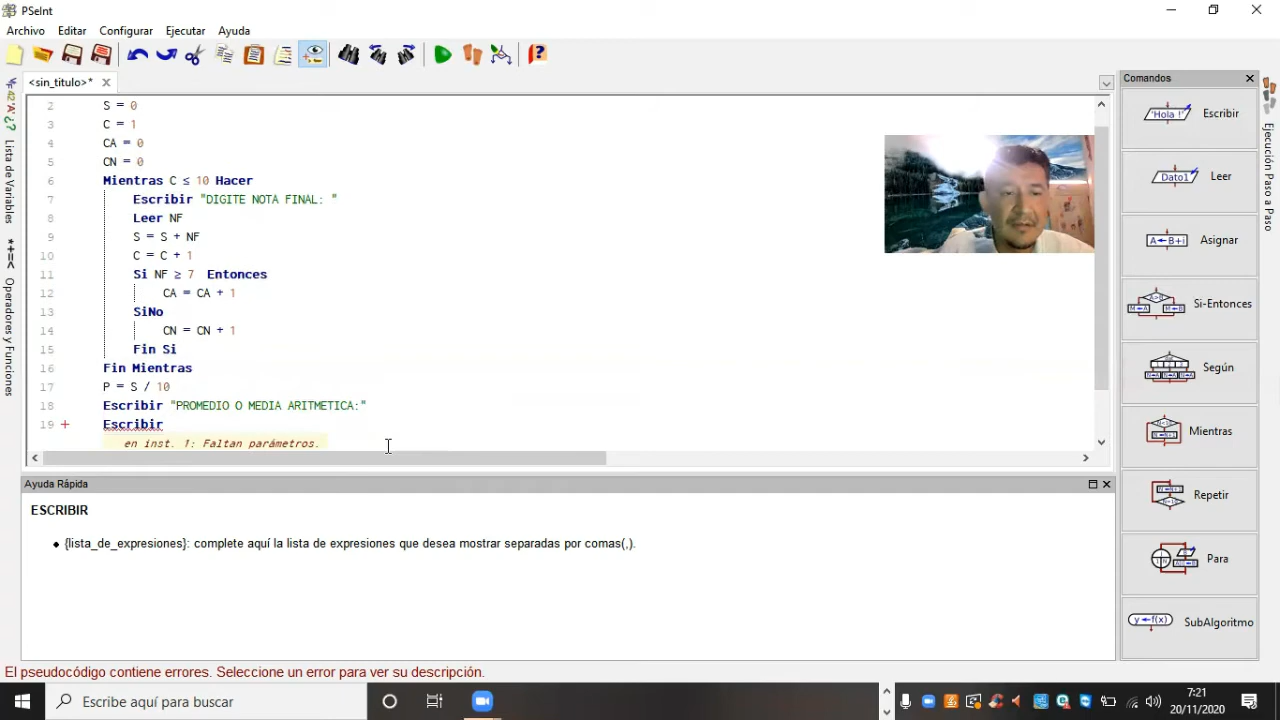 PSeInt
Archivo Editar Configurar Ejecutar Ayuda
<sin_titulo>*
Lista de Variables
Operadores y Funciones
2 S = 0
3 C = 1
4 CA = 0
5 CN = 0
6 Mientras C ≤ 10 Hacer
7 Escribir "DIGITE NOTA FINAL: "
8 Leer NF
9 S = S + NF
10 C = C + 1
11 Si NF ≥ 7 Entonces
12 CA = CA + 1
13 SiNo
14 CN = CN + 1
15 Fin Si
16 Fin Mientras
17 P = S / 10
18 Escribir "PROMEDIO O MEDIA ARITMETICA:"
19 + Escribir
en inst. 1: Faltan parámetros.
Ayuda Rápida
ESCRIBIR
{lista_de_expresiones}: complete aquí la lista de expresiones que desea mostrar separadas por comas(,).
Comandos
'Hola !' Escribir
Dato1 Leer
A←B+i Asignar
Si-Entonces
Según
Mientras
Repetir
Para
y←f(x) SubAlgoritmo
Ejecución Paso a Paso
El pseudocódigo contiene errores. Seleccione un error para ver su descripción.
Escribe aquí para buscar
7:21
20/11/2020